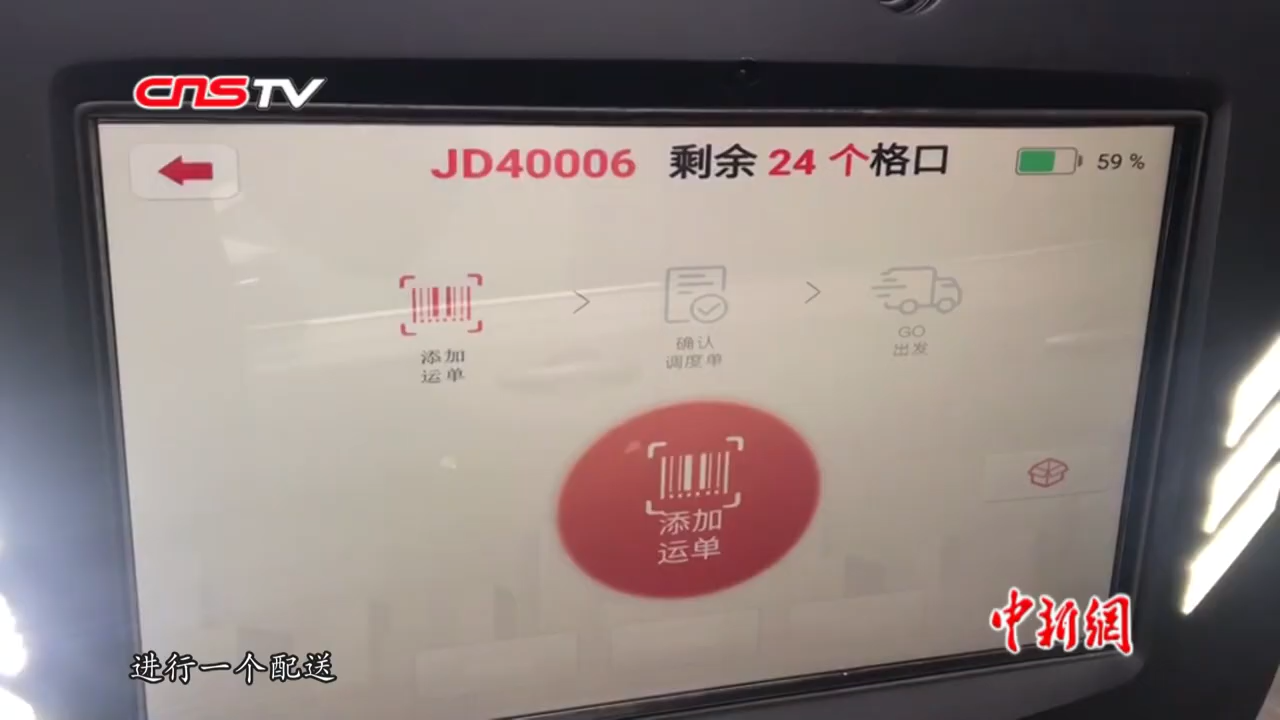 CNSTV
JD40006 剩余 24 个格口
59 %
添加
运单
>
确认
调度单
>
GO
出发
添加
运单
中新網
进行一个配送